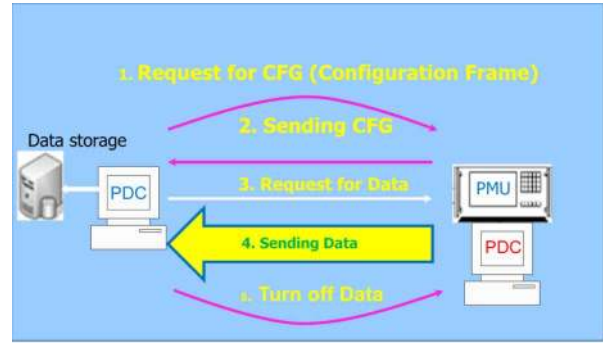 1. Request for CFG (Configuration Frame)
2. Sending CFG
Data storage
PDC
3. Request for Data
PMU
4. Sending Data
PDC
5. Turn off Data